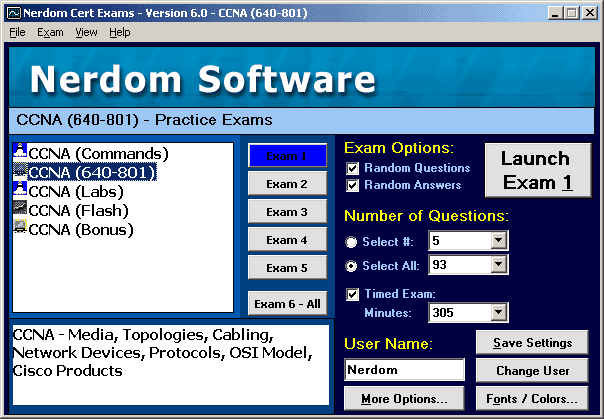 Nerdom Cert Exams - Version 6.0 - CCNA (640-801)
File Exam View Help
Nerdom Software
CCNA (640-801) - Practice Exams
CCNA (Commands)
CCNA (640-801)
CCNA (Labs)
CCNA (Flash)
CCNA (Bonus)
Exam 1
Exam 2
Exam 3
Exam 4
Exam 5
Exam 6 - All
Exam Options:
Random Questions
Random Answers
Launch
Exam 1
Number of Questions:
Select #: 5
Select All: 93
Timed Exam:
Minutes: 305
CCNA - Media, Topologies, Cabling,
Network Devices, Protocols, OSI Model,
Cisco Products
User Name:
Nerdom
More Options...
Save Settings
Change User
Fonts / Colors...